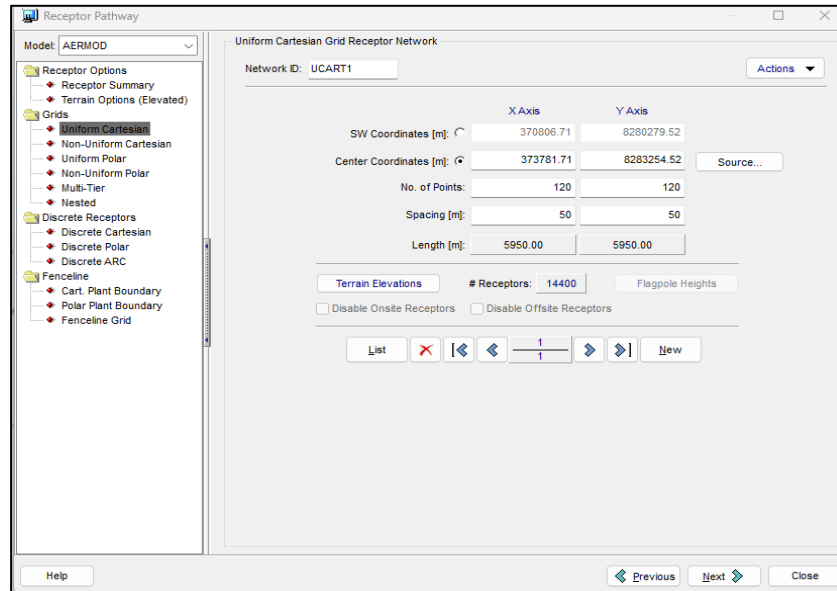 Receptor Pathway
Model: AERMOD
Receptor Options
Receptor Summary
Terrain Options (Elevated)
Grids
Uniform Cartesian
Non-Uniform Cartesian
Uniform Polar
Non-Uniform Polar
Multi-Tier
Nested
Discrete Receptors
Discrete Cartesian
Discrete Polar
Discrete ARC
Fenceline
Cart. Plant Boundary
Polar Plant Boundary
Fenceline Grid
Uniform Cartesian Grid Receptor Network
Network ID: UCART1 Actions
X Axis Y Axis
SW Coordinates [m]: 370806.71 8280279.52
Center Coordinates [m]: 373781.71 8283254.52 Source...
No. of Points: 120 120
Spacing [m]: 50 50
Length [m]: 5950.00 5950.00
Terrain Elevations # Receptors: 14400 Flagpole Heights
Disable Onsite Receptors Disable Offsite Receptors
List 1 New
1
Help Previous Next Close